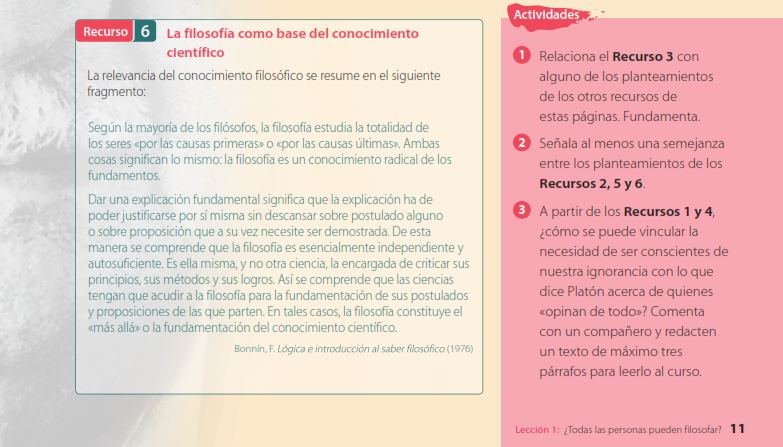 Recurso 6 La filosofía como base del conocimiento
científico
La relevancia del conocimiento filosófico se resume en el siguiente
fragmento:
Según la mayoría de los filósofos, la filosofía estudia la totalidad de
los seres «por las causas primeras» o «por las causas últimas». Ambas
cosas significan lo mismo: la filosofía es un conocimiento radical de los
fundamentos.
Dar una explicación fundamental significa que la explicación ha de
poder justificarse por sí misma sin descansar sobre postulado alguno
o sobre proposición que a su vez necesite ser demostrada. De esta
manera se comprende que la filosofía es esencialmente independiente y
autosuficiente. Es ella misma, y no otra ciencia, la encargada de criticar sus
principios, sus métodos y sus logros. Así se comprende que las ciencias
tengan que acudir a la filosofía para la fundamentación de sus postulados
y proposiciones de las que parten. En tales casos, la filosofía constituye el
«más allá» o la fundamentación del conocimiento científico.
Bonnín, F. Lógica e introducción al saber filosófico (1976)
Actividades
1 Relaciona el Recurso 3 con
alguno de los planteamientos
de los otros recursos de
estas páginas. Fundamenta.
2 Señala al menos una semejanza
entre los planteamientos de los
Recursos 2, 5 y 6.
3 A partir de los Recursos 1 y 4,
¿cómo se puede vincular la
necesidad de ser conscientes de
nuestra ignorancia con lo que
dice Platón acerca de quienes
«opinan de todo»? Comenta
con un compañero y redacten
un texto de máximo tres
párrafos para leerlo al curso.
Lección 1: ¿Todas las personas pueden filosofar? 11